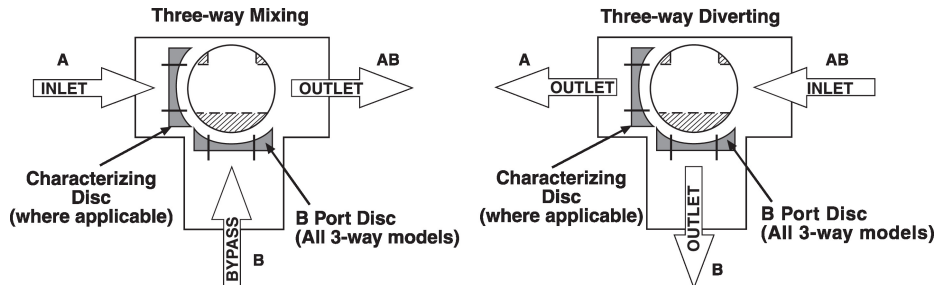 Three-way Mixing
A
INLET
AB
OUTLET
Characterizing
Disc
(where applicable)
B Port Disc
(All 3-way models)
BYPASS
B
Three-way Diverting
A
OUTLET
AB
INLET
Characterizing
Disc
(where applicable)
B Port Disc
(All 3-way models)
OUTLET
B